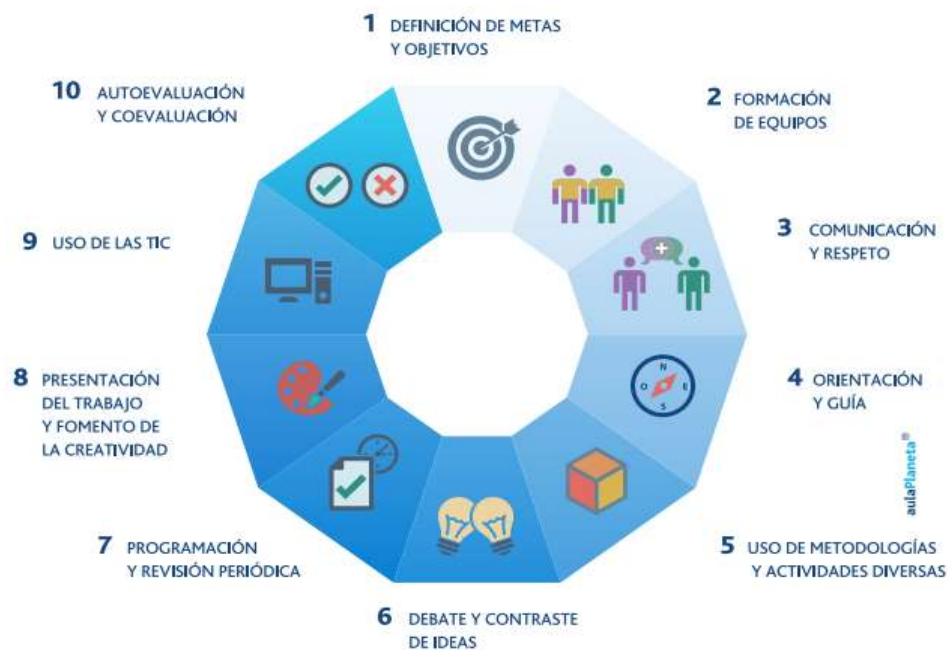 1 DEFINICIÓN DE METAS
Y OBJETIVOS
2 FORMACIÓN
DE EQUIPOS
3 COMUNICACIÓN
Y RESPETO
4 ORIENTACIÓN
Y GUÍA
5 USO DE METODOLOGÍAS
Y ACTIVIDADES DIVERSAS
6 DEBATE Y CONTRASTE
DE IDEAS
7 PROGRAMACIÓN
Y REVISIÓN PERIÓDICA
8 PRESENTACIÓN
DEL TRABAJO
Y FOMENTO DE
LA CREATIVIDAD
9 USO DE LAS TIC
10 AUTOEVALUACIÓN
Y COEVALUACIÓN
N
O E
S
aulaPlaneta®